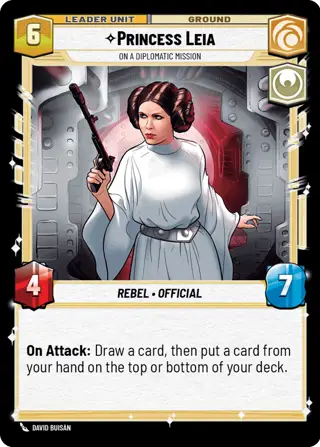 LEADER UNIT
GROUND
6
✧PRINCESS LEIA
ON A DIPLOMATIC MISSION
4
REBEL • OFFICIAL
7
On Attack: Draw a card, then put a card from
your hand on the top or bottom of your deck.
DAVID BUISÁN